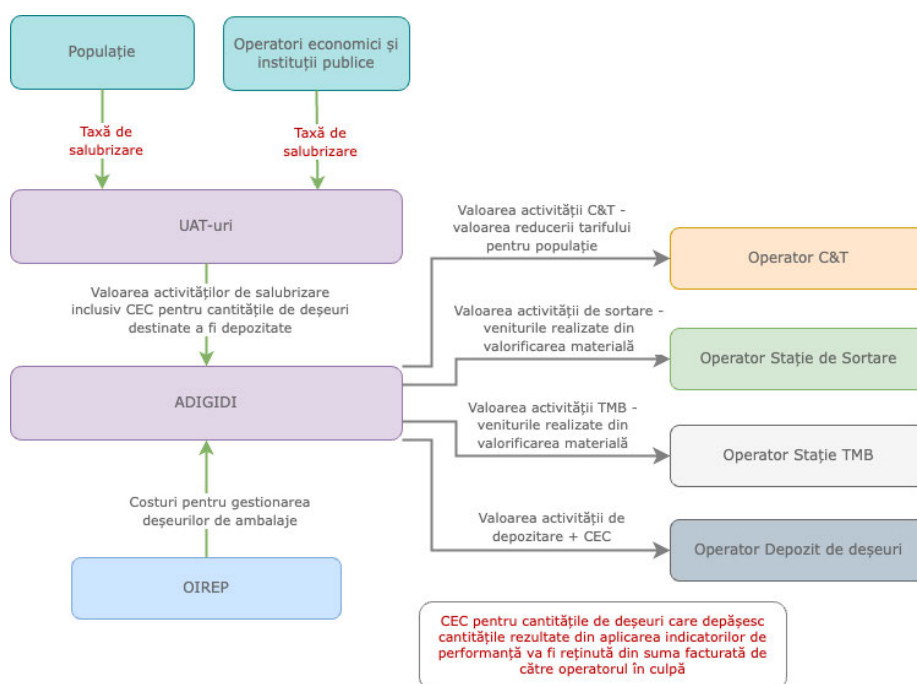 Populație
Operatori economici și
instituții publice
Taxă de
salubrizare
Taxă de
salubrizare
UAT-uri
Valoarea activităților de salubrizare
inclusiv CEC pentru cantitățile de deșeuri
destinate a fi depozitate
ADIGIDI
Costuri pentru gestionarea
deșeurilor de ambalaje
OIREP
Valoarea activității C&T -
valoarea reducerii tarifului
pentru populație
Operator C&T
Valoarea activității de sortare -
veniturile realizate din
valorificarea materială
Operator Stație de Sortare
Valoarea activității TMB -
veniturile realizate din
valorificarea materială
Operator Stație TMB
Valoarea activității de
depozitare + CEC
Operator Depozit de deșeuri
CEC pentru cantitățile de deșeuri care depășesc
cantitățile rezultate din aplicarea indicatorilor de
performanță va fi reținută din suma facturată de
către operatorul în culpă